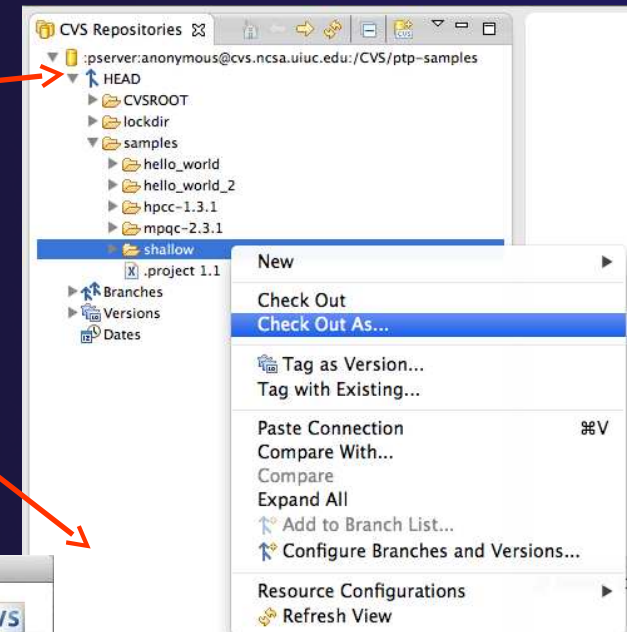 CVS Repositories
:pserver:anonymous@cvs.ncsa.uiuc.edu:/CVS/ptp-samples
HEAD
CVSROOT
lockdir
samples
hello_world
hello_world_2
hpcc-1.3.1
mpqc-2.3.1
shallow
.project 1.1
Branches
Versions
Dates
New
Check Out
Check Out As...
Tag as Version...
Tag with Existing...
Paste Connection ⌘V
Compare With...
Compare
Expand All
Add to Branch List...
Configure Branches and Versions...
Resource Configurations
Refresh View